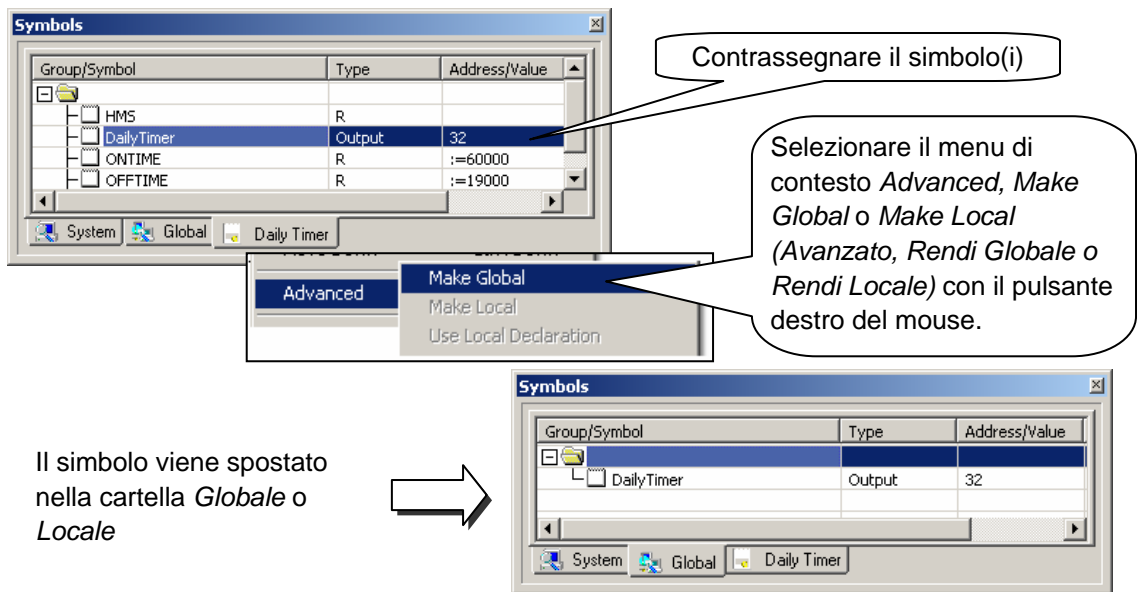 Symbols
Group/Symbol Type Address/Value
HMS R
DailyTimer Output 32
ONTIME R :=60000
OFFTIME R :=19000
System Global Daily Timer
Contrassegnare il simbolo(i)
Selezionare il menu di
contesto Advanced, Make
Global o Make Local
(Avanzato, Rendi Globale o
Rendi Locale) con il pulsante
destro del mouse.
Advanced
Make Global
Make Local
Use Local Declaration
Il simbolo viene spostato
nella cartella Globale o
Locale
Symbols
Group/Symbol Type Address/Value
DailyTimer Output 32
System Global Daily Timer